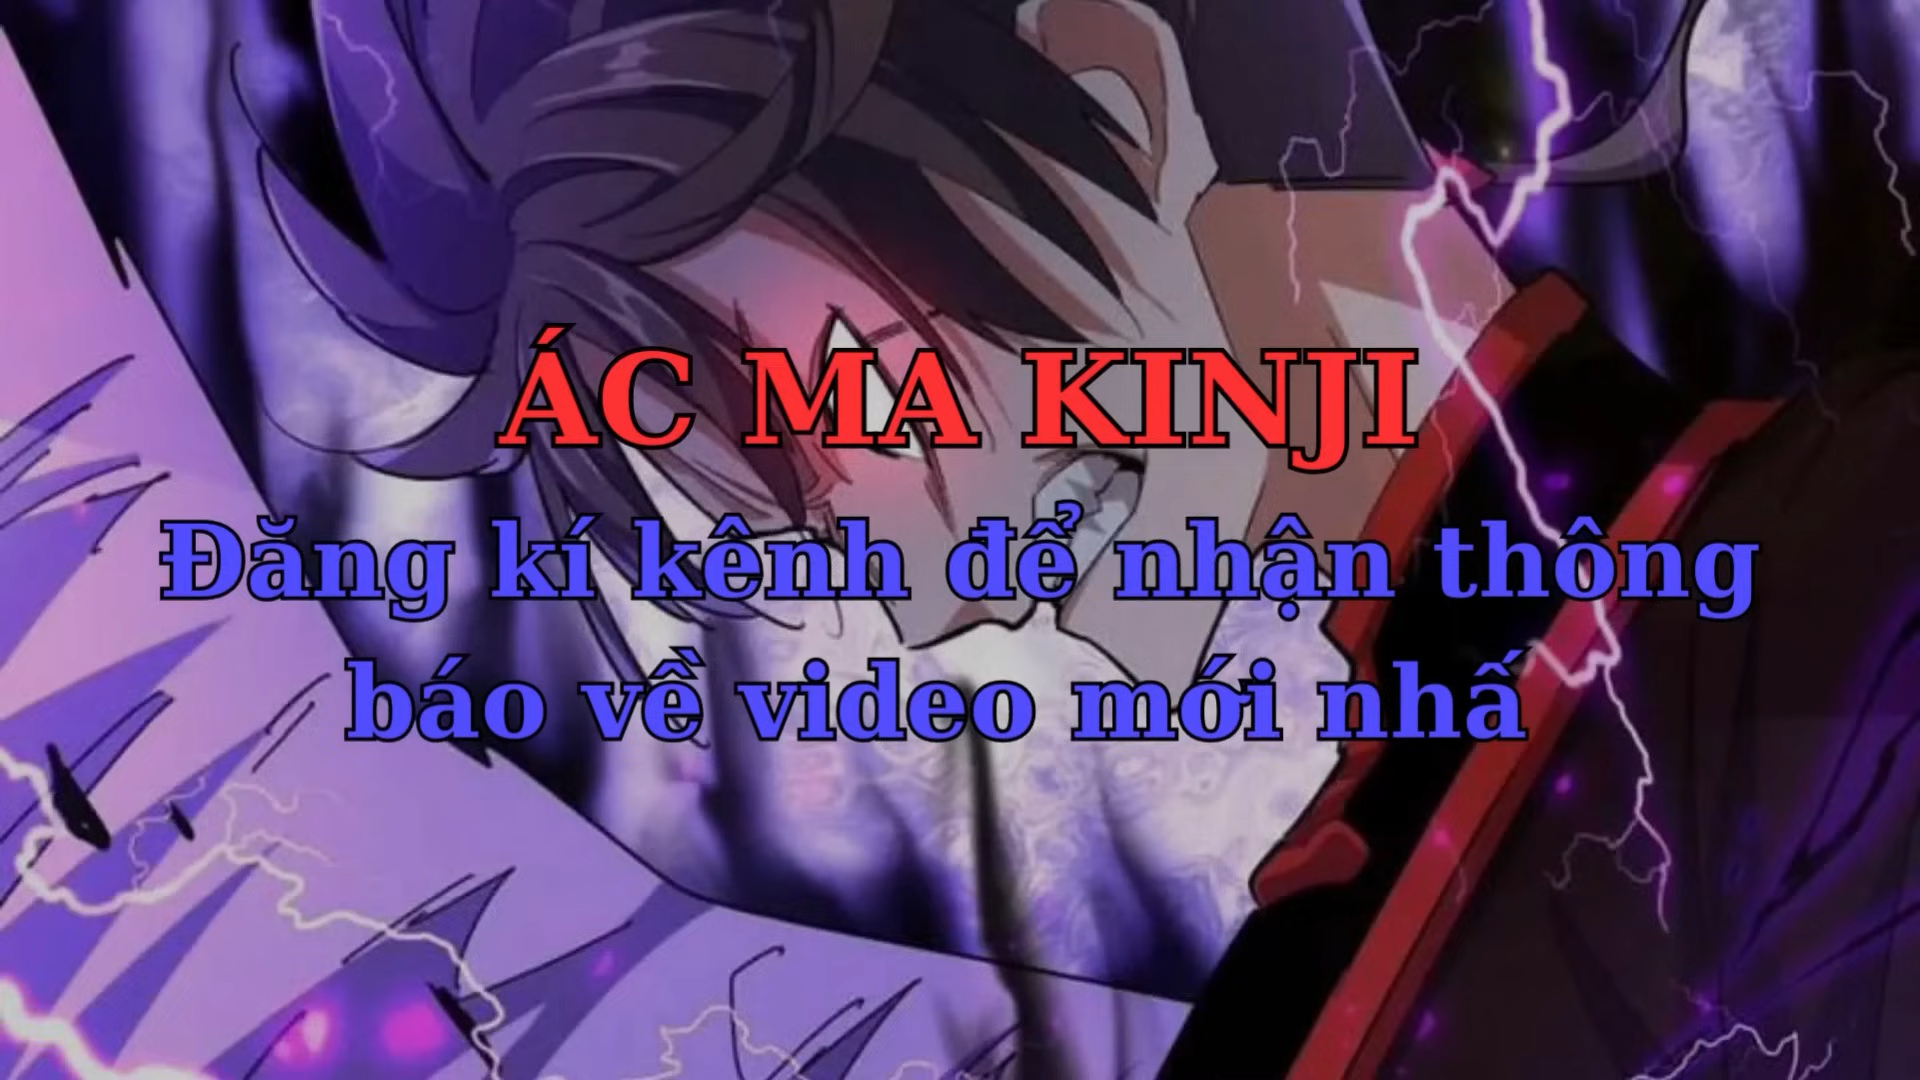 ÁC MA KINJI
Đăng kí kênh để nhận thông
báo về video mới nhấ